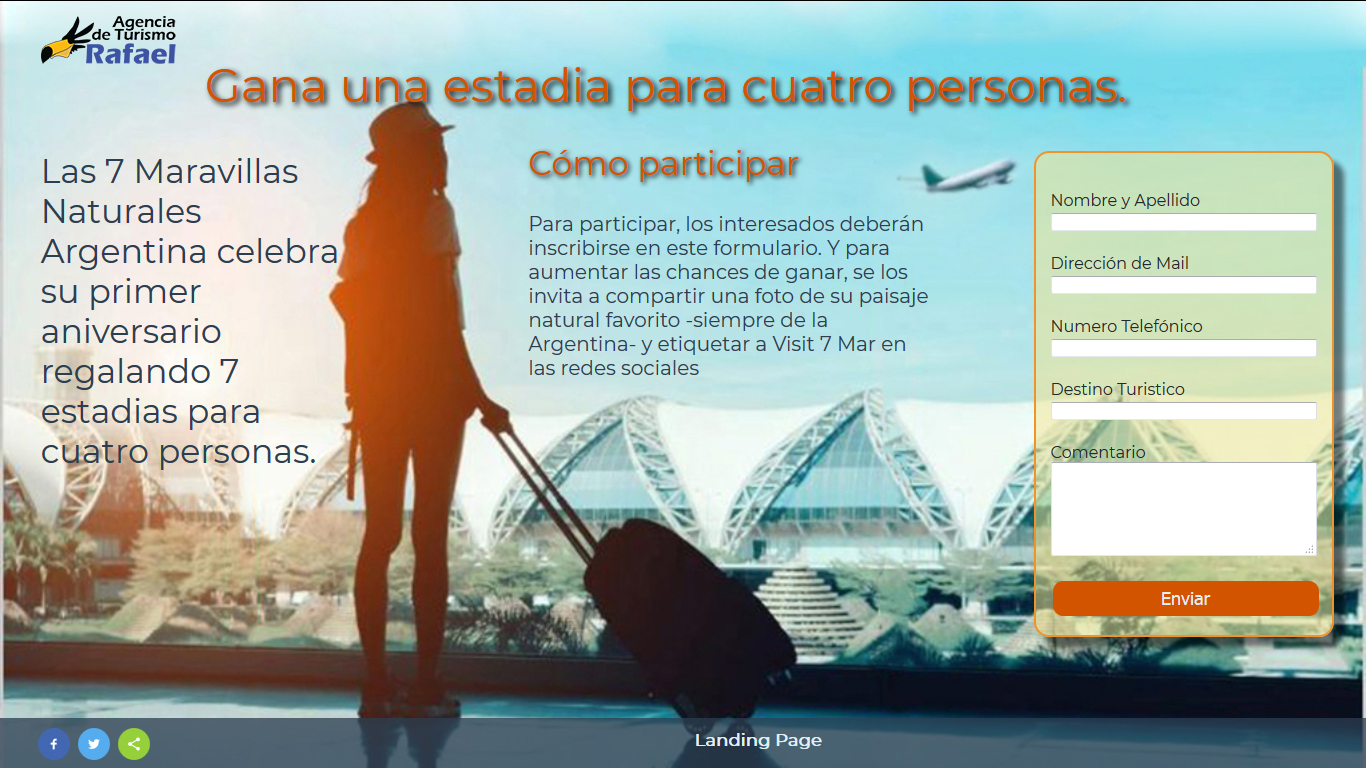 Agencia
de Turismo
Rafael
Gana una estadia para cuatro personas.
Las 7 Maravillas
Naturales
Argentina celebra
su primer
aniversario
regalando 7
estadias para
cuatro personas.
Cómo participar
Para participar, los interesados deberán
inscribirse en este formulario. Y para
aumentar las chances de ganar, se los
invita a compartir una foto de su paisaje
natural favorito -siempre de la
Argentina- y etiquetar a Visit 7 Mar en
las redes sociales
Nombre y Apellido
Dirección de Mail
Numero Telefónico
Destino Turistico
Comentario
Enviar
Landing Page